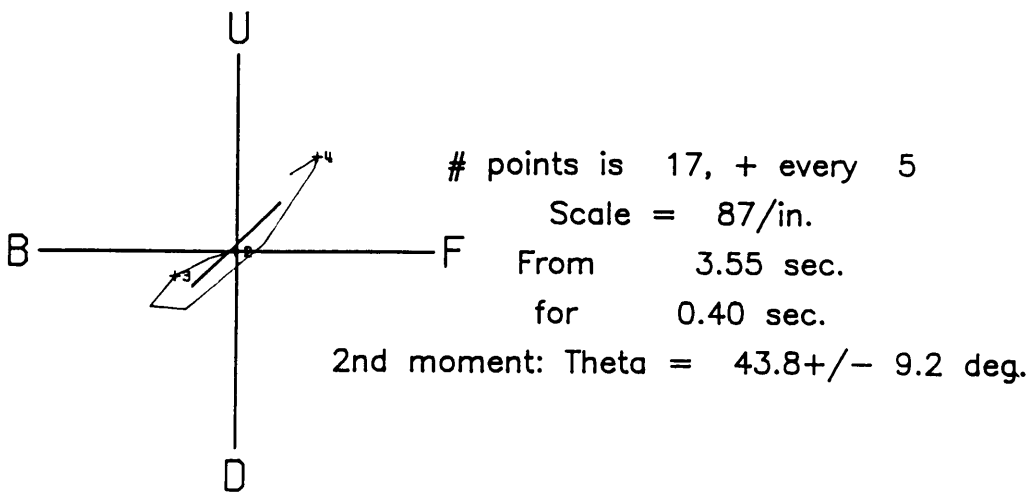 U
+4
# points is 17, + every 5
Scale = 87/in.
B
F
+3
From 3.55 sec.
for 0.40 sec.
2nd moment: Theta = 43.8+/- 9.2 deg.
D